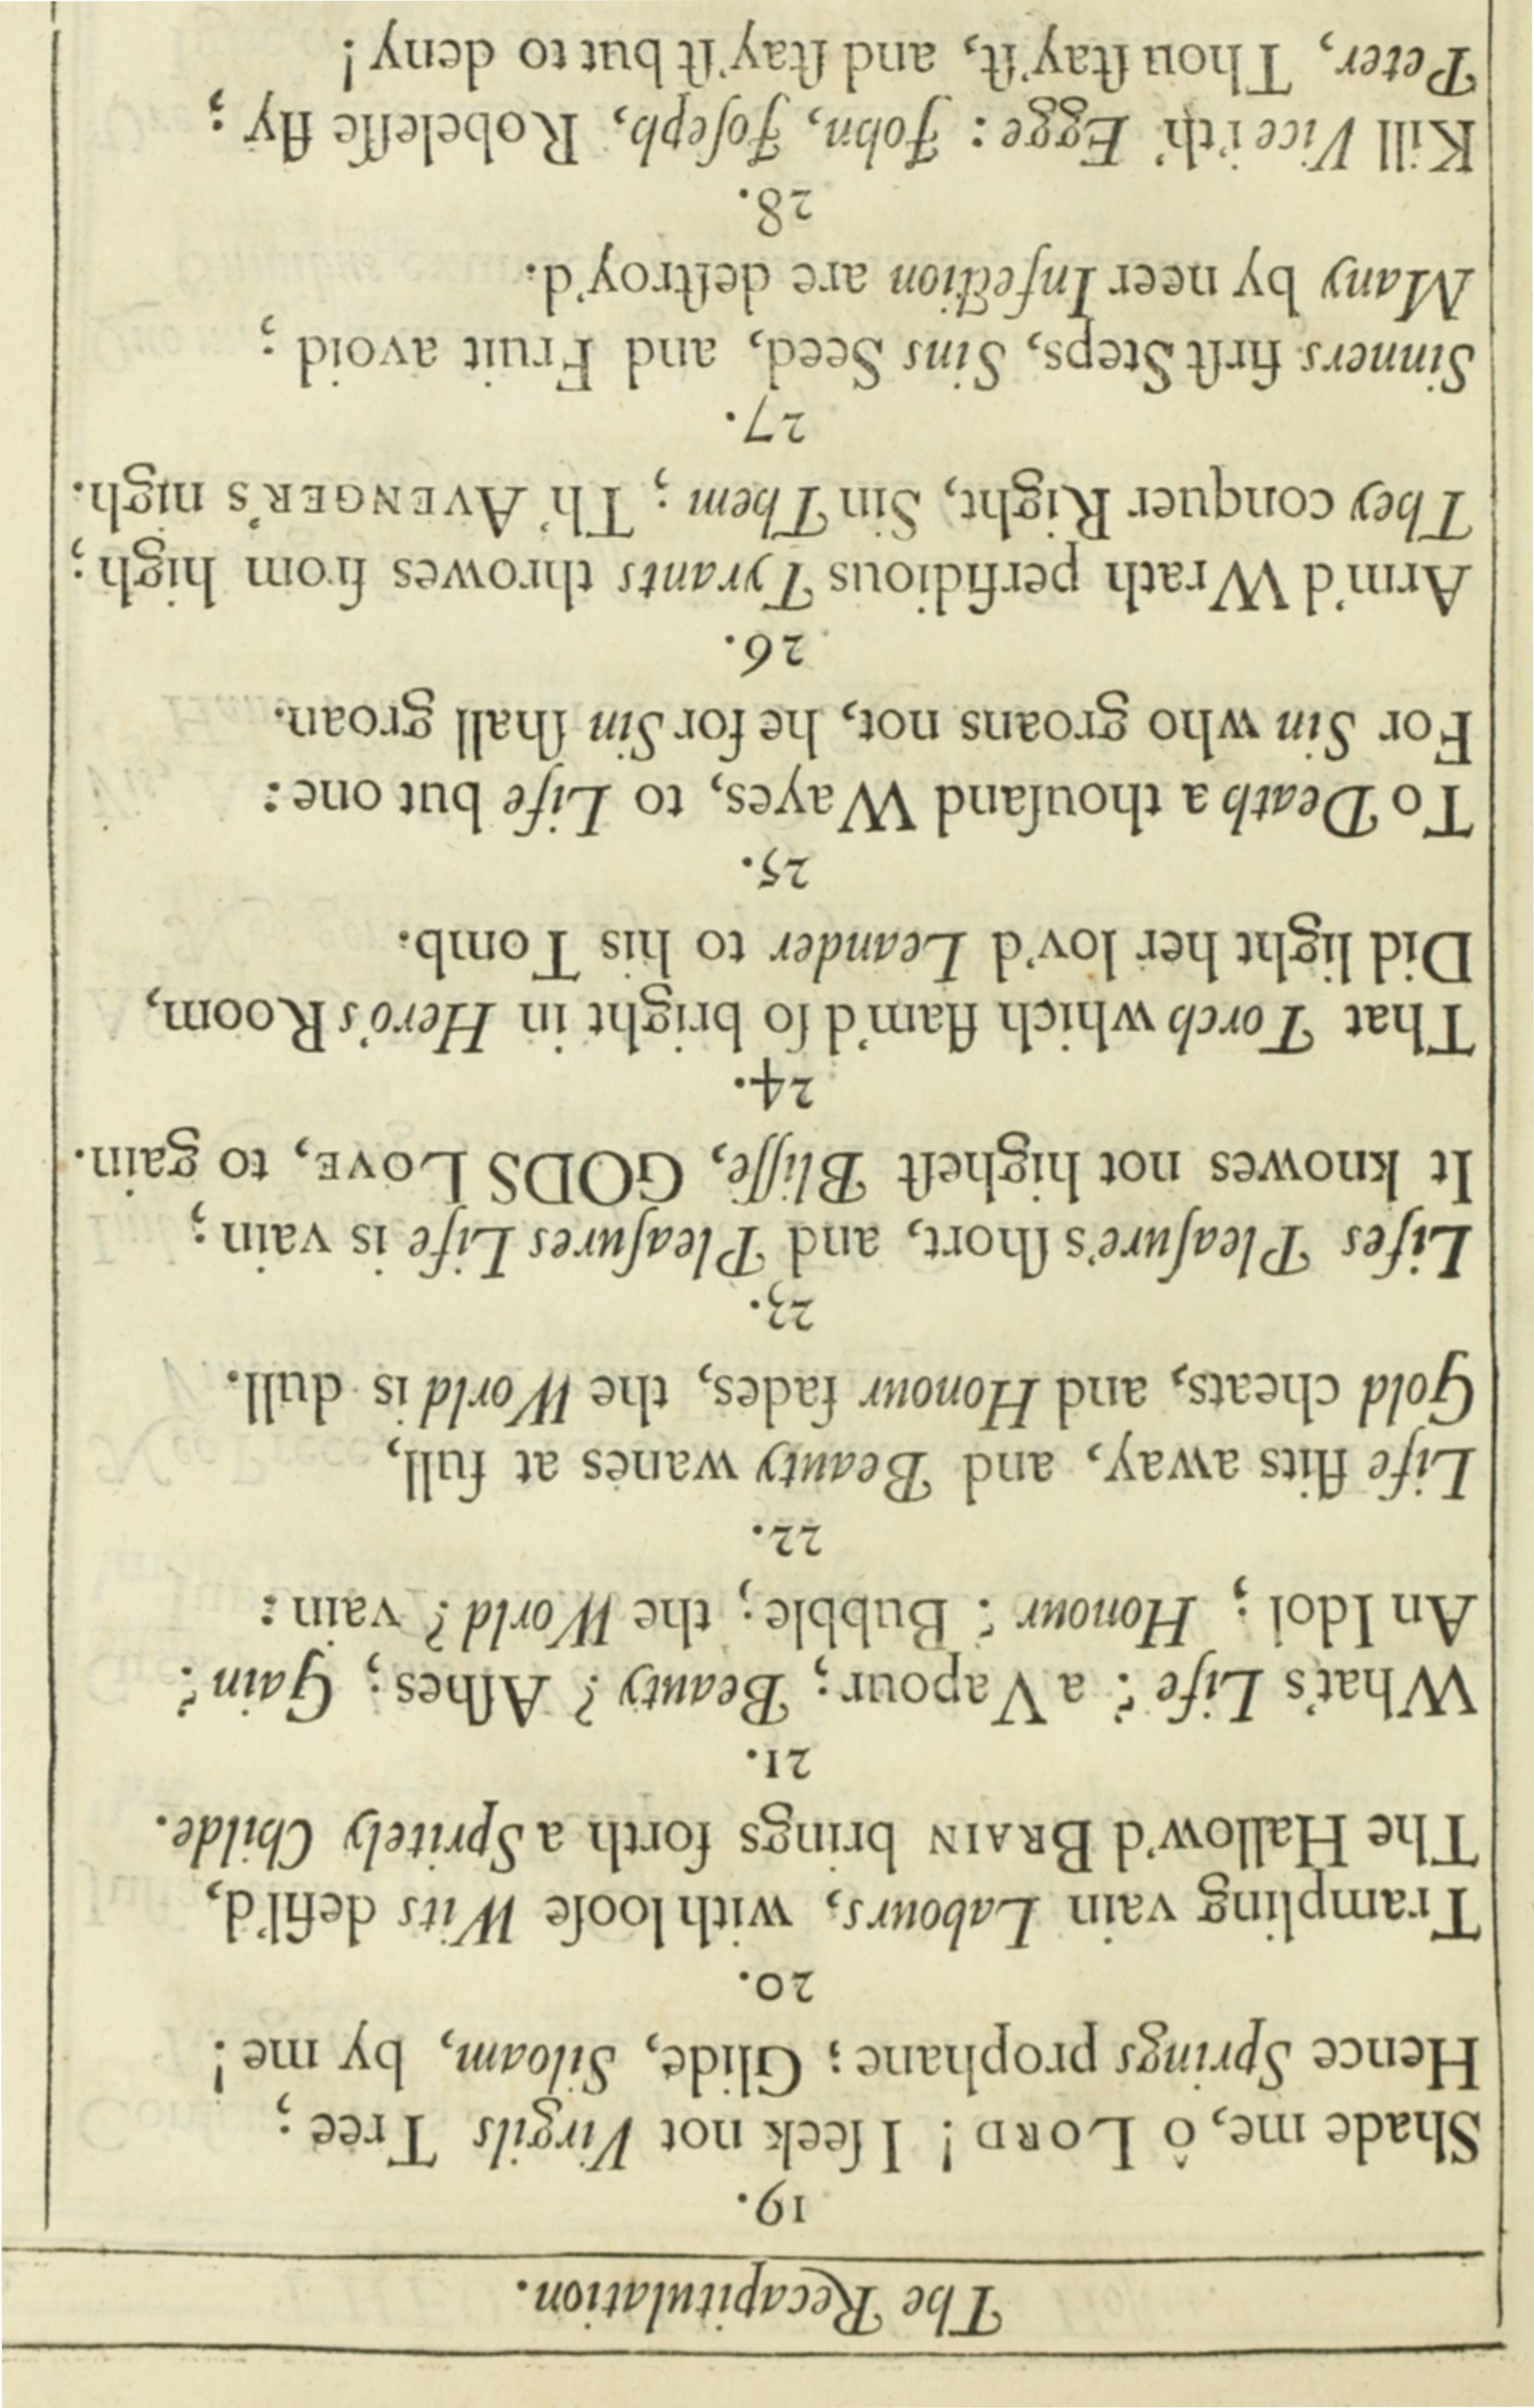 The Recapitulation.
19.
Shade me, ô LORD! I ſeek not Virgils Tree;
Hence Springs prophane; Glide, Siloam, by me!
20.
Trampling vain Labours, with looſe Wits defil'd,
The Hallow'd BRAIN brings forth a Spritely Childe.
21.
What's Life? a Vapour; Beauty? Aſhes; Gain?
An Idol; Honour? Bubble; the World? vain:
22.
Life flits away, and Beauty wanes at full,
Gold cheats, and Honour fades, the World is dull.
23.
Lifes Pleaſure's ſhort, and Pleaſures Life is vain;
It knowes not higheſt Bliſſe, GODS LOVE, to gain.
24.
That Torch which flam'd ſo bright in Hero's Room,
Did light her lov'd Leander to his Tomb.
25.
To Death a thouſand Wayes, to Life but one:
For Sin who groans not, he for Sin ſhall groan.
26.
Arm'd Wrath perfidious Tyrants throwes from high;
They conquer Right, Sin Them; Th' AVENGER's nigh.
27.
Sinners firſt Steps, Sins Seed, and Fruit avoid;
Many by neer Infection are deſtroy'd.
28.
Kill Vice i'th' Egge: John, Joſeph, Robeleſſe fly;
Peter, Thou ſtay'ſt, and ſtay'ſt but to deny!